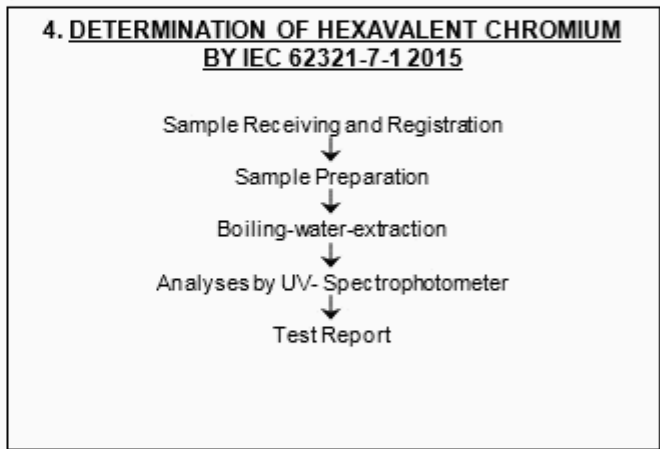 4. DETERMINATION OF HEXAVALENT CHROMIUM
BY IEC 62321-7-1 2015
Sample Receiving and Registration
Sample Preparation
Boiling-water-extraction
Analyses by UV- Spectrophotometer
Test Report